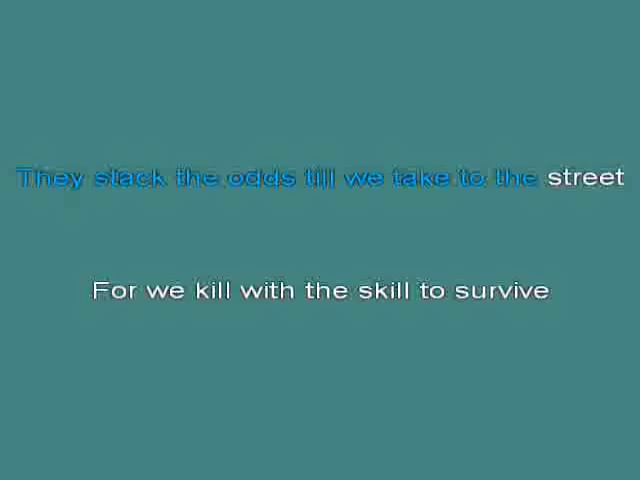 They stack the odds till we take to the street
For we kill with the skill to survive